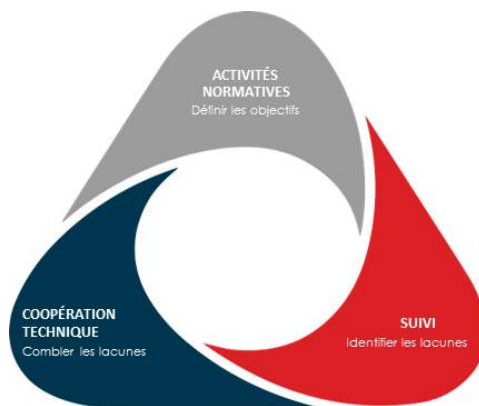 ACTIVITÉS
NORMATIVES
Définir les objectifs
COOPÉRATION
TECHNIQUE
Combler les lacunes
SUIVI
Identifier les lacunes